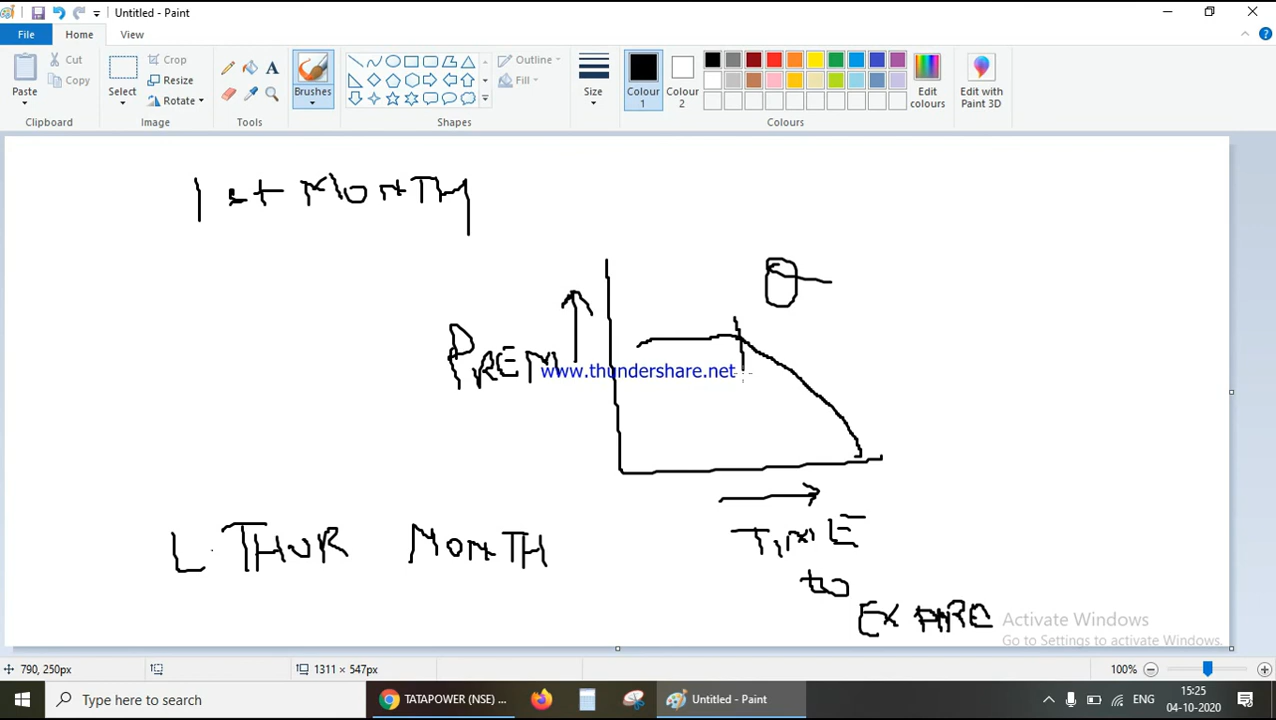 Untitled - Paint
File
Home
View
Paste
Cut
Copy
Clipboard
Select
Crop
Resize
Rotate
Image
A
Tools
Brushes
Outline
Fill
Shapes
Size
Colour
1
Colour
2
Edit
colours
Edit with
Paint 3D
Colours
1 st MONTH
PREM
www.thundershare.net
L THUR MONTH
TIME
to
Activate Windows
Go to Settings to activate Windows.
790, 250px
1311 × 547px
100%
Type here to search
TATAPOWER (NSE) ...
Untitled - Paint
ENG
15:25
04-10-2020